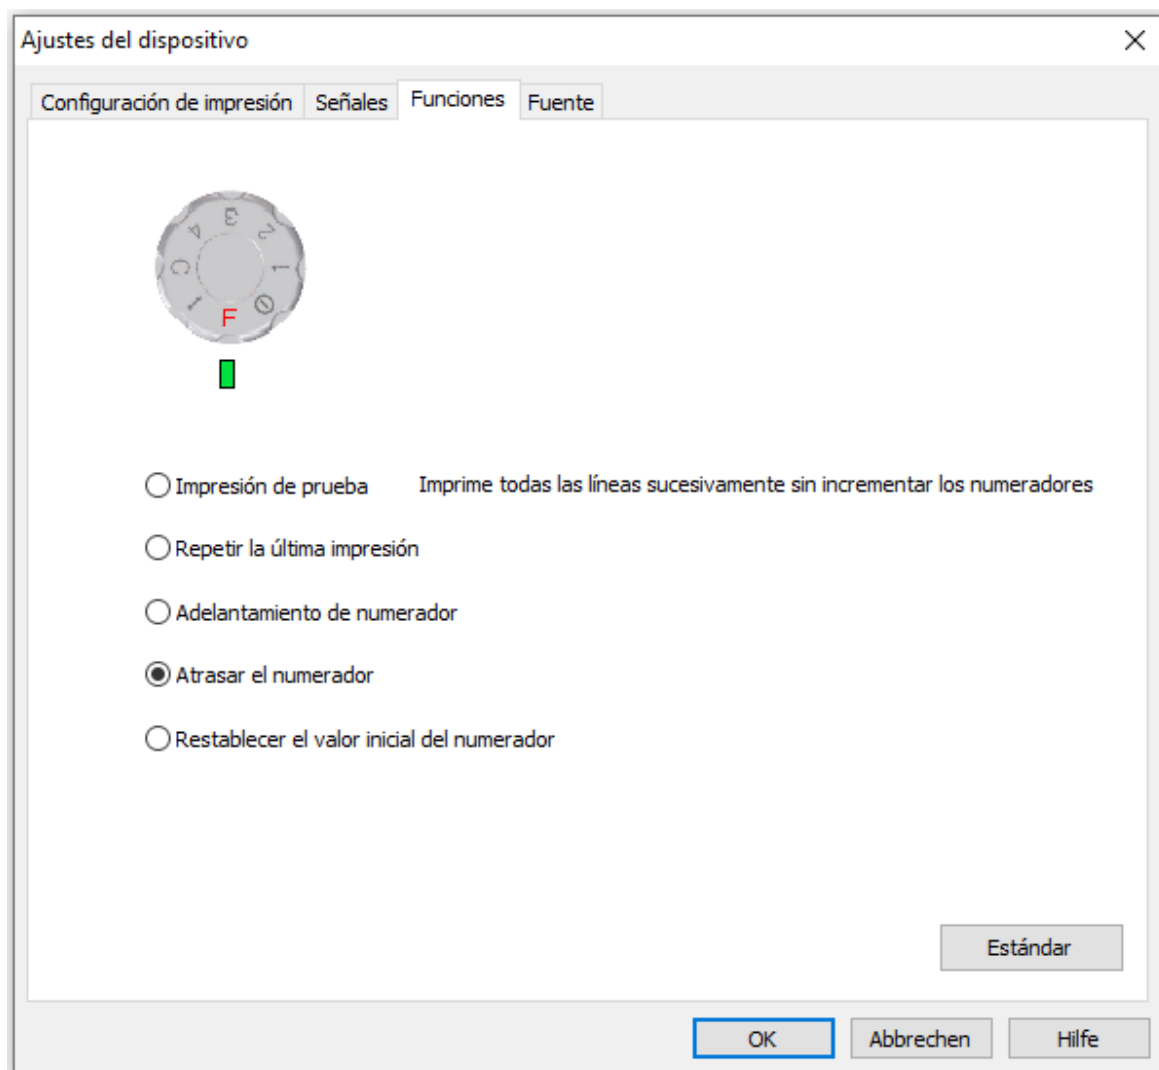 Ajustes del dispositivo
Configuración de impresión Señales Funciones Fuente
3
4 2
C 1
1 0
F
Impresión de prueba Imprime todas las líneas sucesivamente sin incrementar los numeradores
Repetir la última impresión
Adelantamiento de numerador
Atrasar el numerador
Restablecer el valor inicial del numerador
Estándar
OK Abbrechen Hilfe